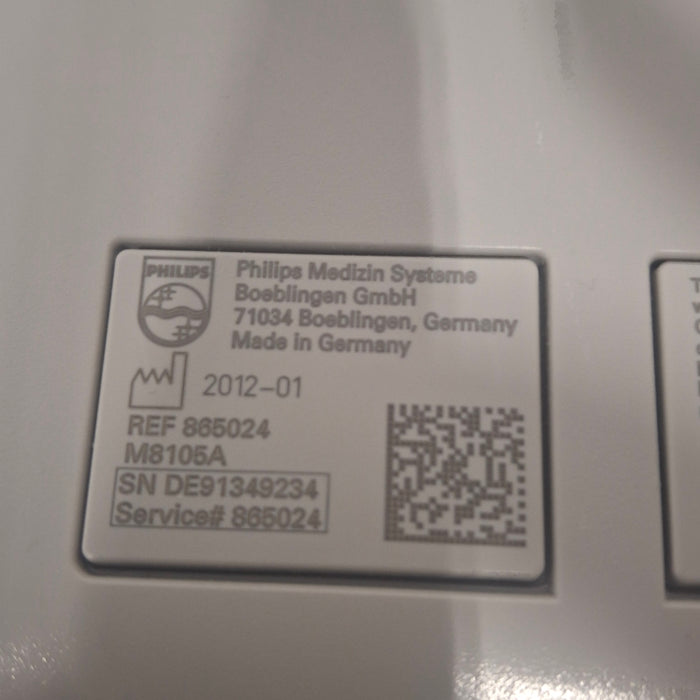 PHILIPS
Philips Medizin Systeme
Boeblingen GmbH
71034 Boeblingen, Germany
Made in Germany
2012-01
REF 865024
M8105A
SN DE91349234
Service# 865024